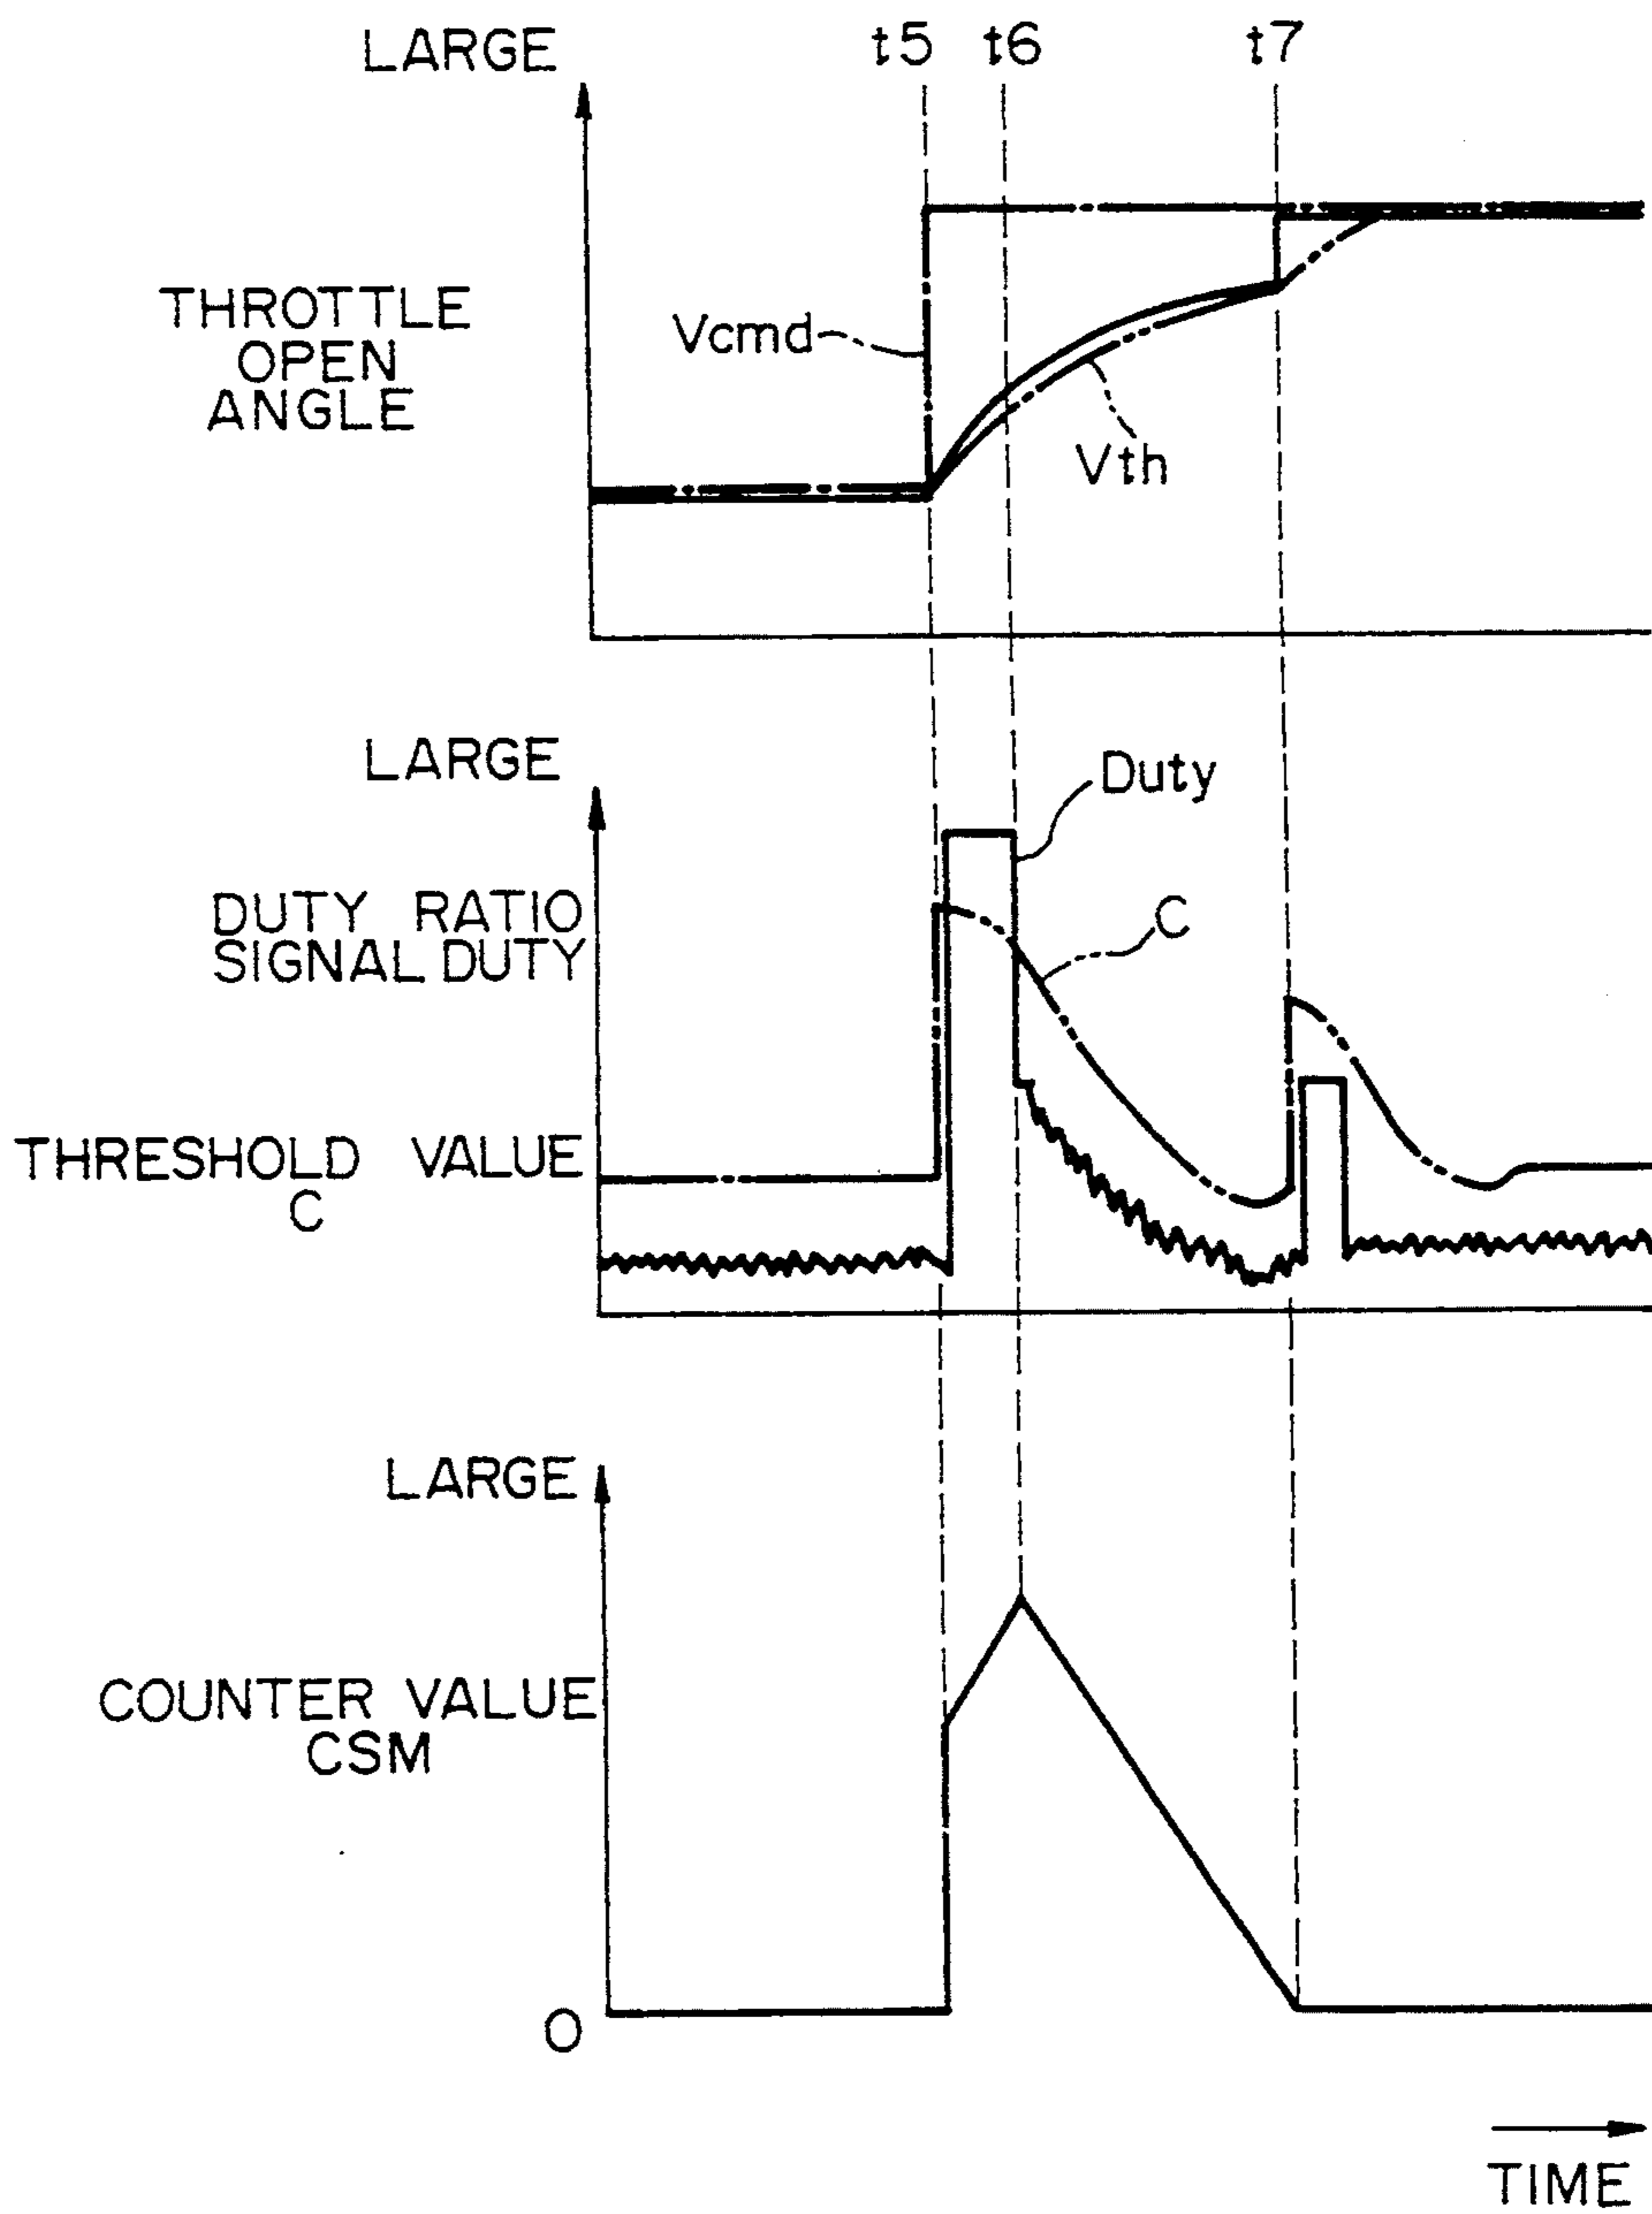 LARGE
t5 t6 t7
THROTTLE
OPEN
ANGLE
Vcmd
Vth
LARGE
Duty
DUTY RATIO
SIGNAL DUTY
C
THRESHOLD VALUE
C
LARGE
COUNTER VALUE
CSM
0
TIME